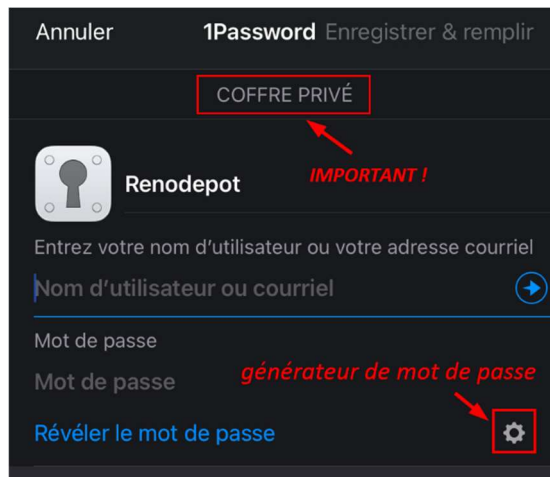 Annuler 1Password Enregistrer & remplir
COFFRE PRIVÉ
IMPORTANT !
Renodepot
Entrez votre nom d'utilisateur ou votre adresse courriel
Nom d'utilisateur ou courriel
Mot de passe
générateur de mot de passe
Mot de passe
Révéler le mot de passe